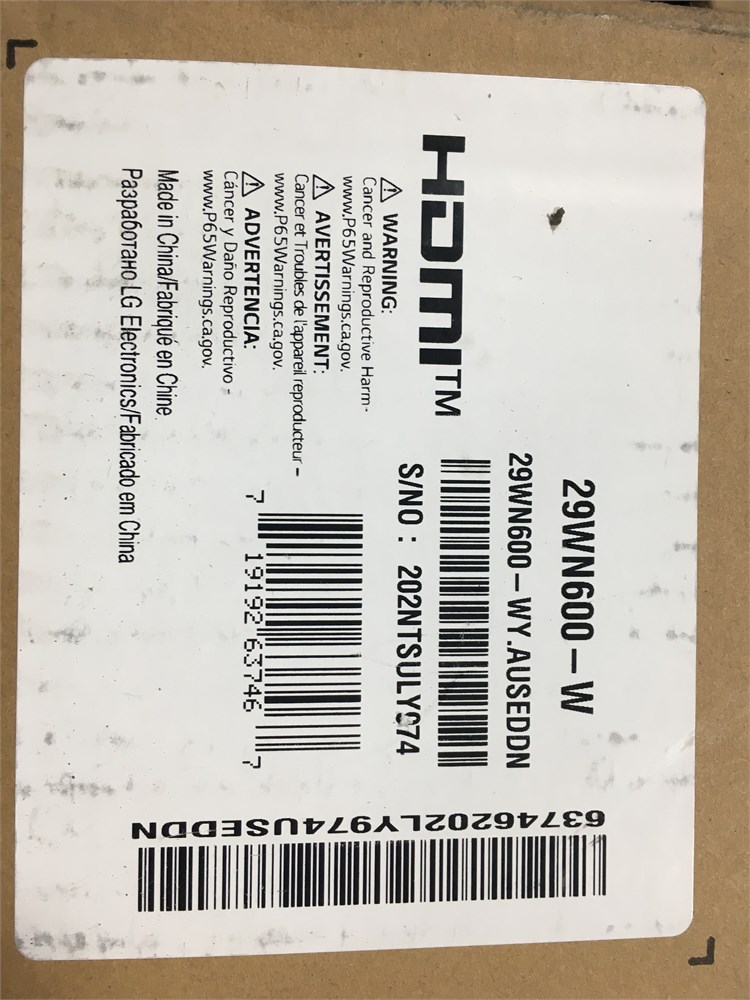 29WN600-W
29WN600-WY.AUSEDDN
S/NO : 202NTSULY974
HDMI™
⚠ WARNING:
Cancer and Reproductive Harm-
www.P65Warnings.ca.gov.
⚠ AVERTISSEMENT:
Cancer et Troubles de l'appareil reproducteur –
www.P65Warnings.ca.gov.
⚠ ADVERTENCIA:
Cáncer y Daño Reproductivo -
www.P65Warnings.ca.gov.
7 19192 63746 7
Made in China/Fabriqué en Chine
Разработано LG Electronics/Fabricado em China
63746202LY974USEDDN